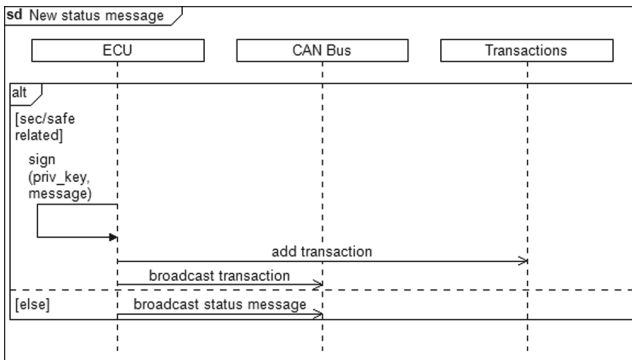 sd New status message
ECU
CAN Bus
Transactions
alt
[sec/safe
related]
sign
(priv_key,
message)
add transaction
broadcast transaction
[else]
broadcast status message